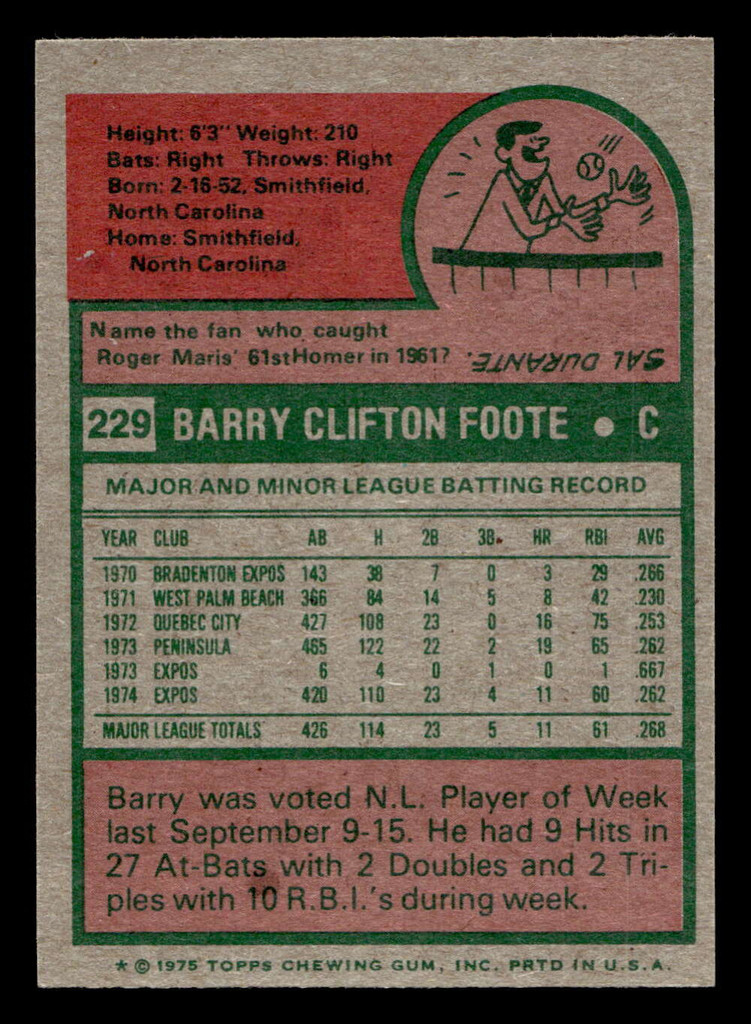 Height: 6'3" Weight: 210
Bats: Right Throws: Right
Born: 2-16-52, Smithfield,
North Carolina
Home: Smithfield,
North Carolina
Name the fan who caught
Roger Maris' 61st Homer in 1961?
SAL DURANTE.
229 BARRY CLIFTON FOOTE • C
MAJOR AND MINOR LEAGUE BATTING RECORD
YEAR CLUB AB H 2B 3B. HR RBI AVG
1970 BRADENTON EXPOS 143 38 7 0 3 29 .266
1971 WEST PALM BEACH 366 84 14 5 8 42 .230
1972 QUEBEC CITY 427 108 23 0 16 75 .253
1973 PENINSULA 465 122 22 2 19 65 .262
1973 EXPOS 6 4 0 1 0 1 .667
1974 EXPOS 420 110 23 4 11 60 .262
MAJOR LEAGUE TOTALS 426 114 23 5 11 61 .268
Barry was voted N.L. Player of Week
last September 9-15. He had 9 Hits in
27 At-Bats with 2 Doubles and 2 Tri-
ples with 10 R.B.I.'s during week.
* © 1975 TOPPS CHEWING GUM, INC. PRTD IN U.S.A.